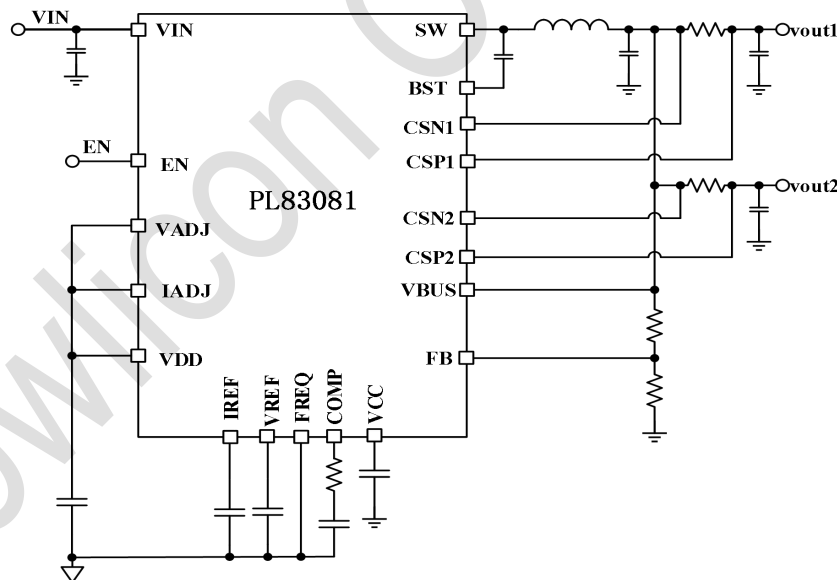 VIN
VIN
SW
vout1
BST
CSN1
EN
EN
CSP1
PL83081
vout2
VADJ
CSN2
CSP2
IADJ
VBUS
VDD
FB
IREF
VREF
FREQ
COMP
VCC